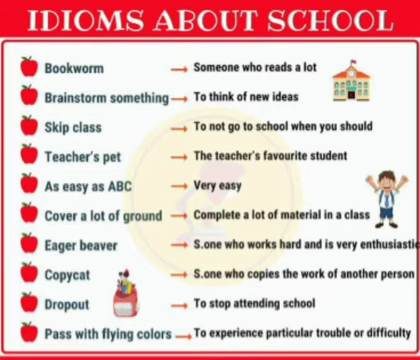 IDIOMS ABOUT SCHOOL
Bookworm → Someone who reads a lot
Brainstorm something → To think of new ideas
Skip class → To not go to school when you should
Teacher's pet → The teacher's favourite student
As easy as ABC → Very easy
Cover a lot of ground → Complete a lot of material in a class
Eager beaver → S.one who works hard and is very enthusiastic
Copycat → S.one who copies the work of another person
Dropout → To stop attending school
Pass with flying colors → To experience particular trouble or difficulty